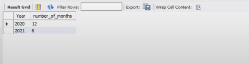 Result Grid Filter Rows: Export: Wrap Cell Content:
Year number_of_months
2020 12
2021 6